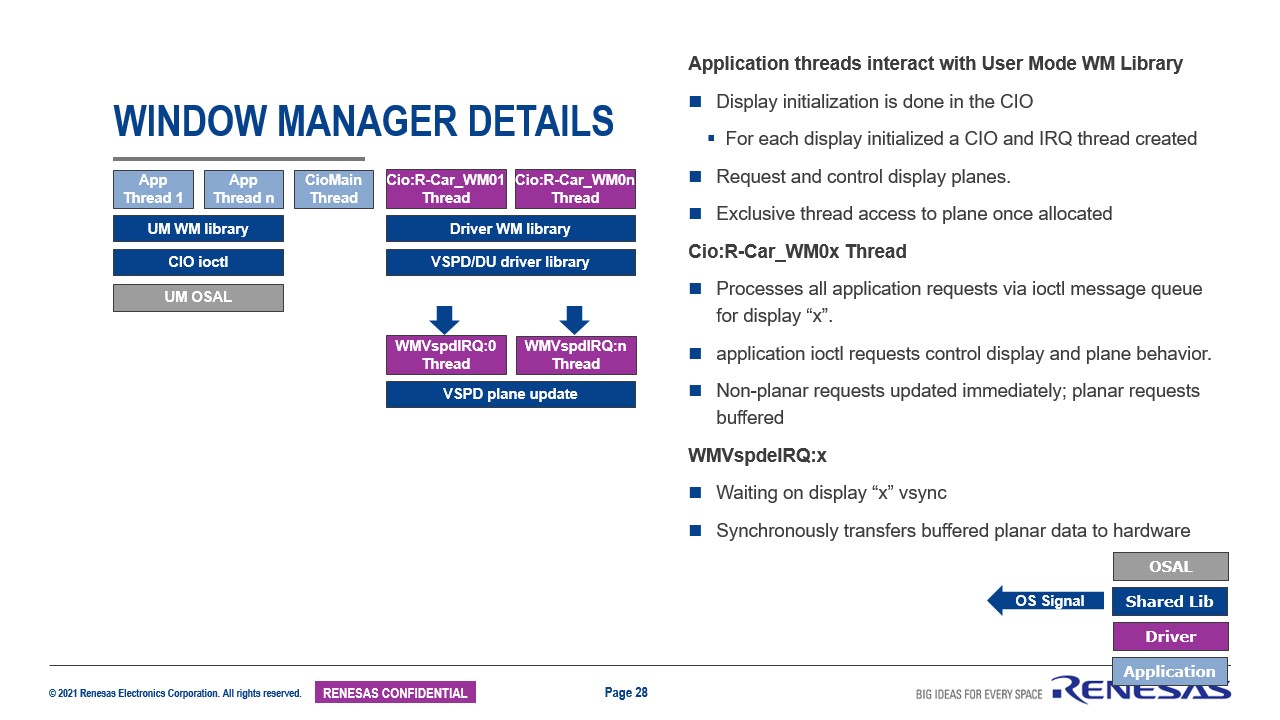 WINDOW MANAGER DETAILS
App
Thread 1
App
Thread n
CioMain
Thread
Cio:R-Car_WM01
Thread
Cio:R-Car_WM0n
Thread
UM WM library
Driver WM library
CIO ioctl
VSPD/DU driver library
UM OSAL
WMVspdIRQ:0
Thread
WMVspdIRQ:n
Thread
VSPD plane update
Application threads interact with User Mode WM Library
Display initialization is done in the CIO
For each display initialized a CIO and IRQ thread created
Request and control display planes.
Exclusive thread access to plane once allocated
Cio:R-Car_WM0x Thread
Processes all application requests via ioctl message queue
for display “x”.
application ioctl requests control display and plane behavior.
Non-planar requests updated immediately; planar requests
buffered
WMVspdeIRQ:x
Waiting on display “x” vsync
Synchronously transfers buffered planar data to hardware
OSAL
OS Signal
Shared Lib
Driver
Application
© 2021 Renesas Electronics Corporation. All rights reserved.
RENESAS CONFIDENTIAL
Page 28
BIG IDEAS FOR EVERY SPACE
RENESAS